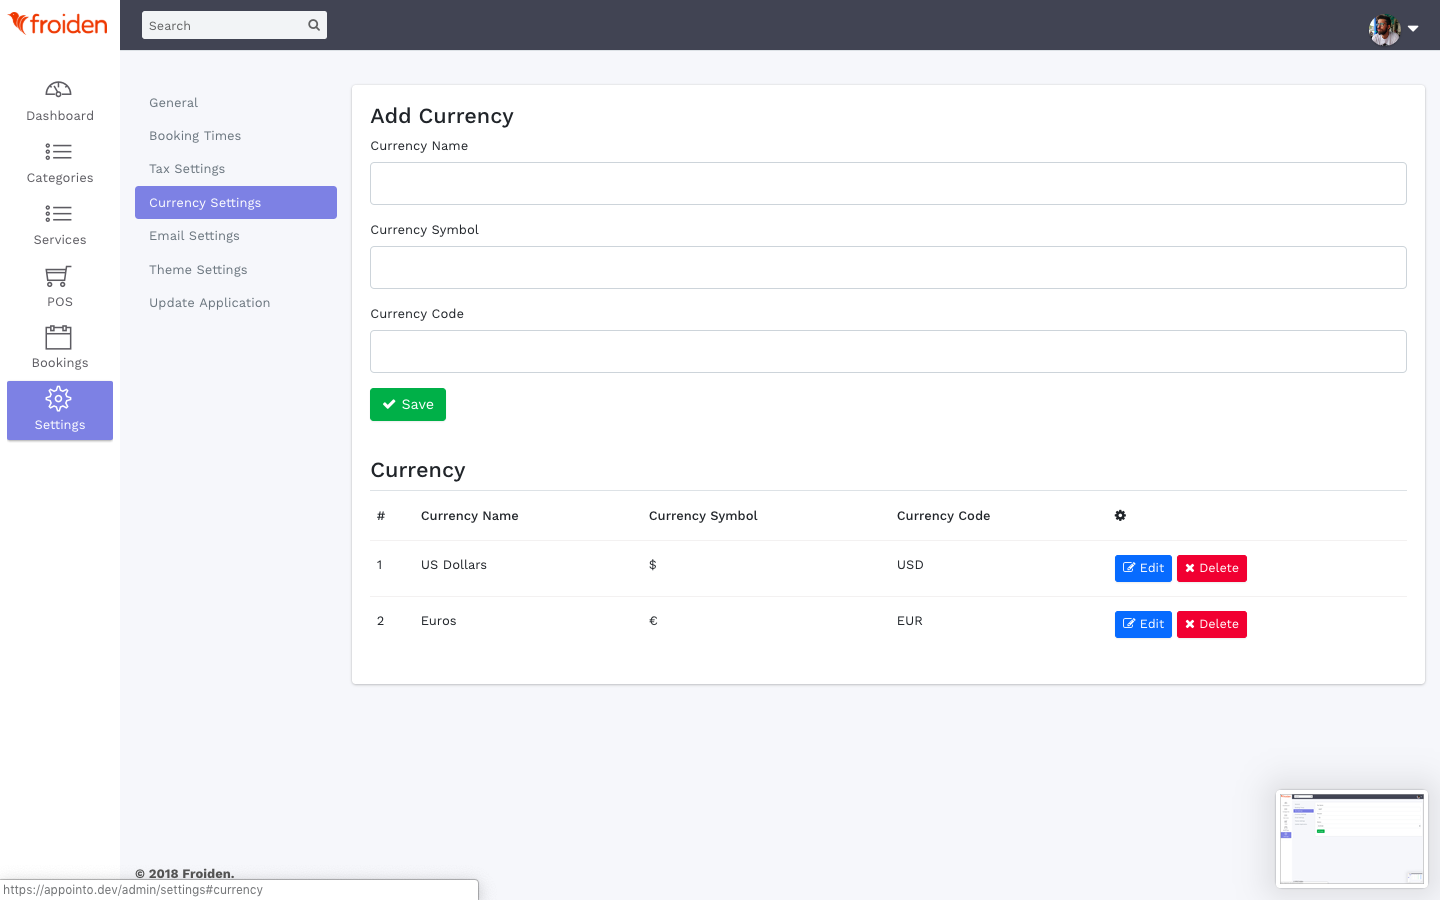 froiden
Search
Dashboard
Categories
Services
POS
Bookings
Settings
General
Booking Times
Tax Settings
Currency Settings
Email Settings
Theme Settings
Update Application
Add Currency
Currency Name
Currency Symbol
Currency Code
Save
Currency
# Currency Name Currency Symbol Currency Code
1 US Dollars $ USD Edit Delete
2 Euros € EUR Edit Delete
© 2018 Froiden.
https://appointo.dev/admin/settings#currency